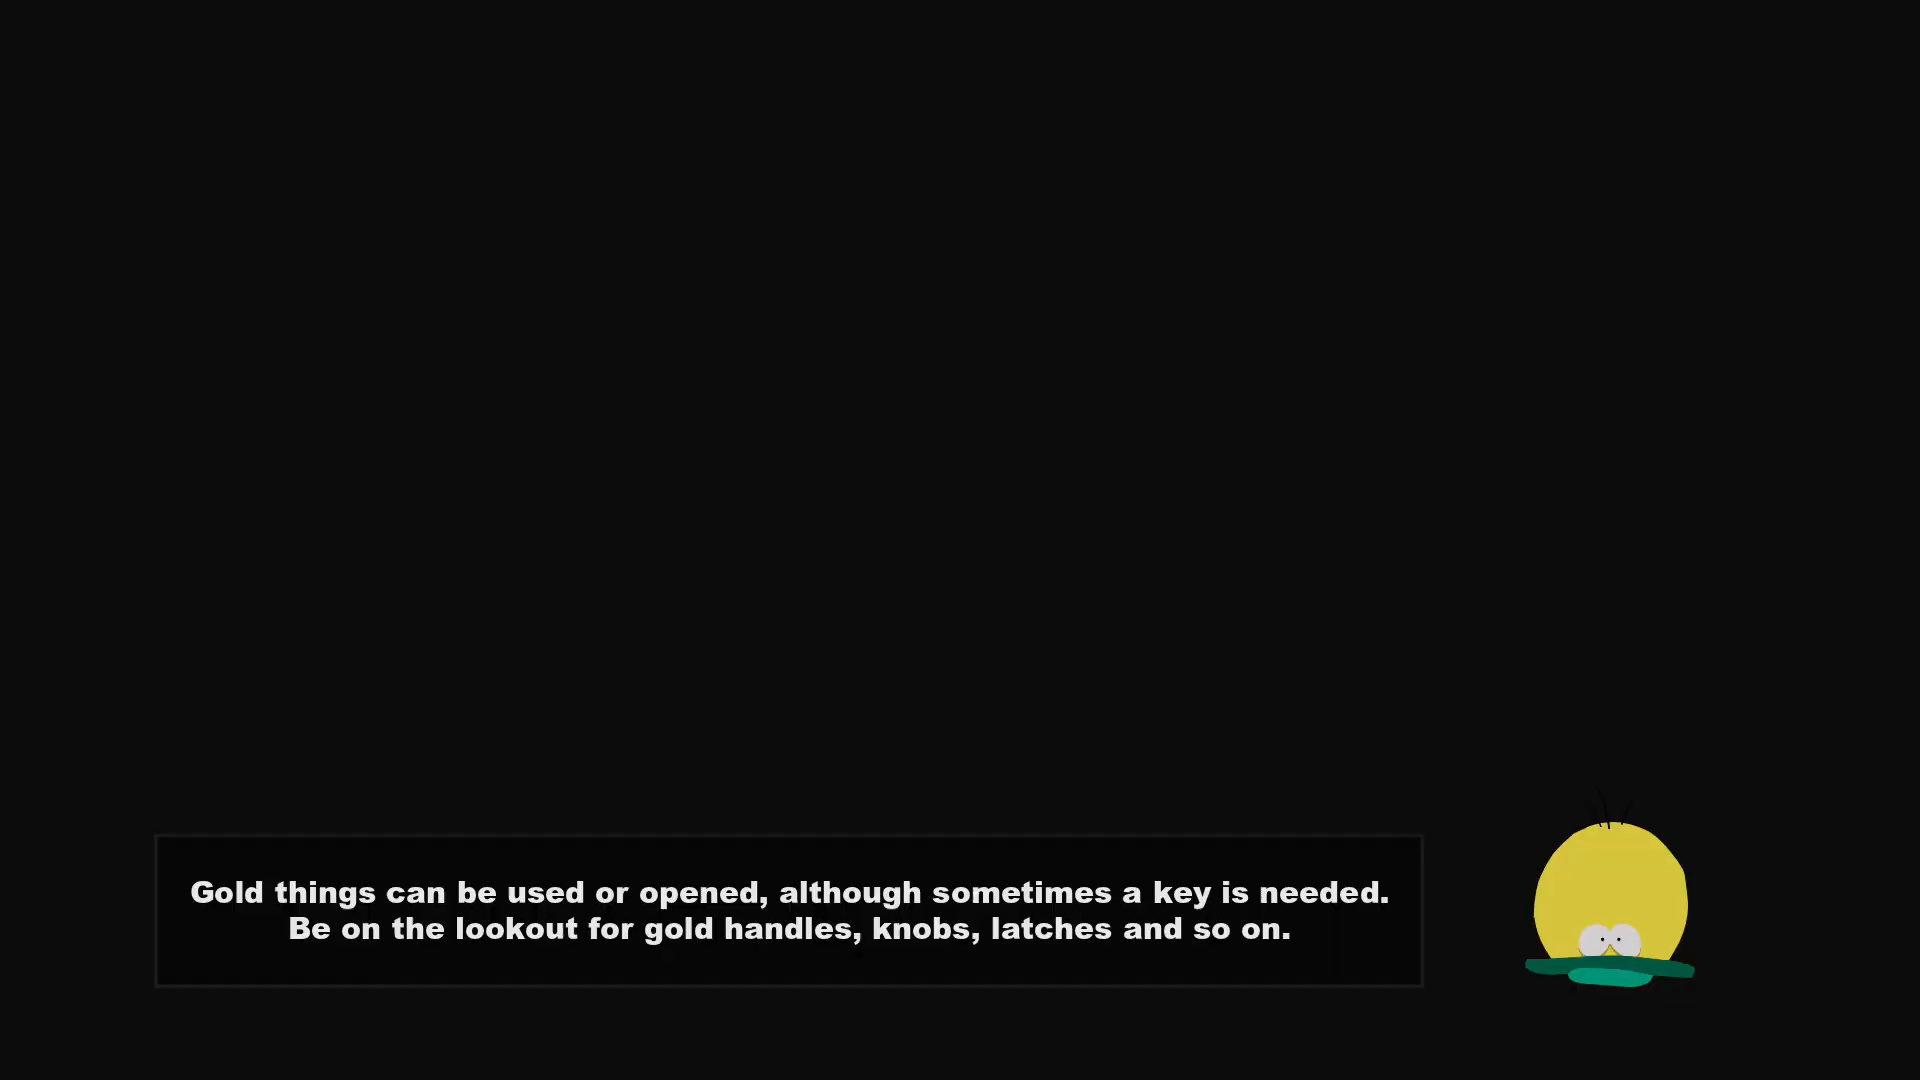 Gold things can be used or opened, although sometimes a key is needed.
Be on the lookout for gold handles, knobs, latches and so on.